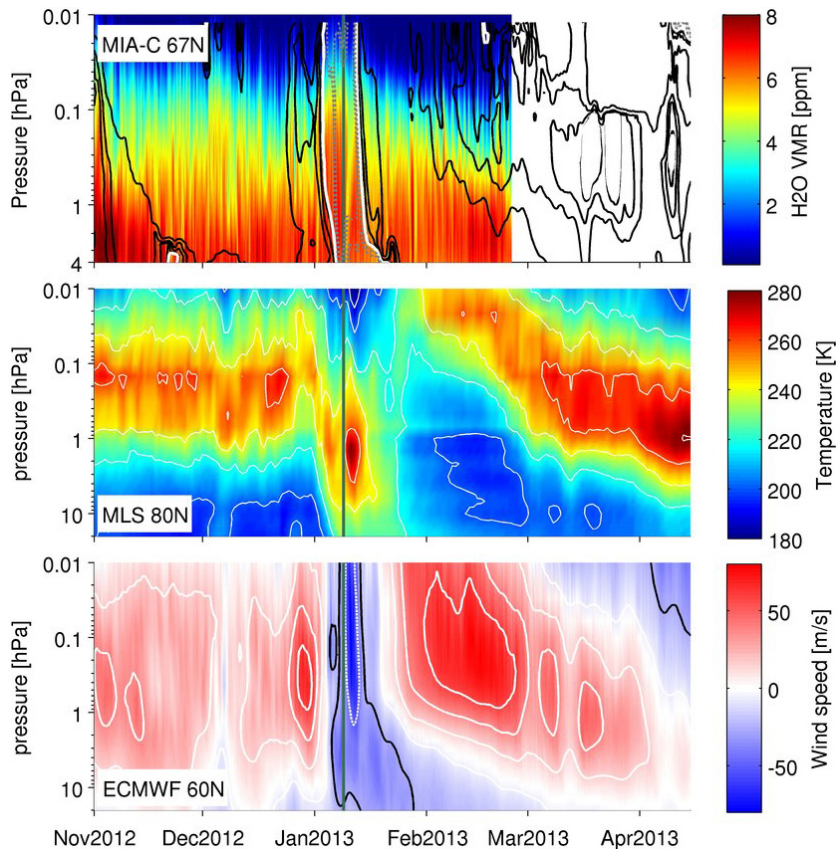 0.01
MIA-C 67N
0.1
1
4
Pressure [hPa]
8
6
4
2
H2O VMR [ppm]
0.01
0.1
1
10
pressure [hPa]
MLS 80N
280
260
240
220
200
180
Temperature [K]
0.01
0.1
1
10
pressure [hPa]
ECMWF 60N
50
0
-50
Wind speed [m/s]
Nov2012 Dec2012 Jan2013 Feb2013 Mar2013 Apr2013